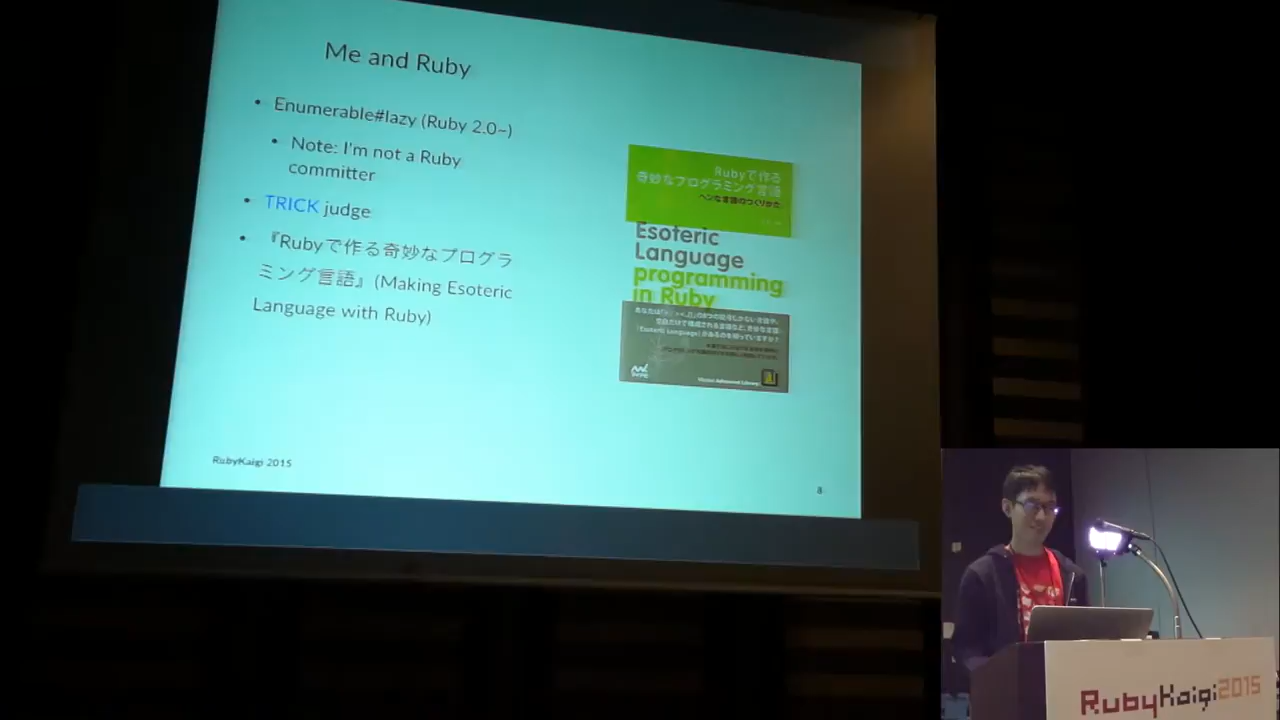 Me and Ruby
• Enumerable#lazy (Ruby 2.0~)
• Note: I'm not a Ruby
committer
• TRICK judge
• 『Rubyで作る奇妙なプログラ
ミング言語』(Making Esoteric
Language with Ruby)
Rubyで作る
奇妙なプログラミング言語
ヘンな言語のつくりかた
Esoteric
Language
programming
in Ruby
RubyKaigi 2015
8
RubyKaigi2015